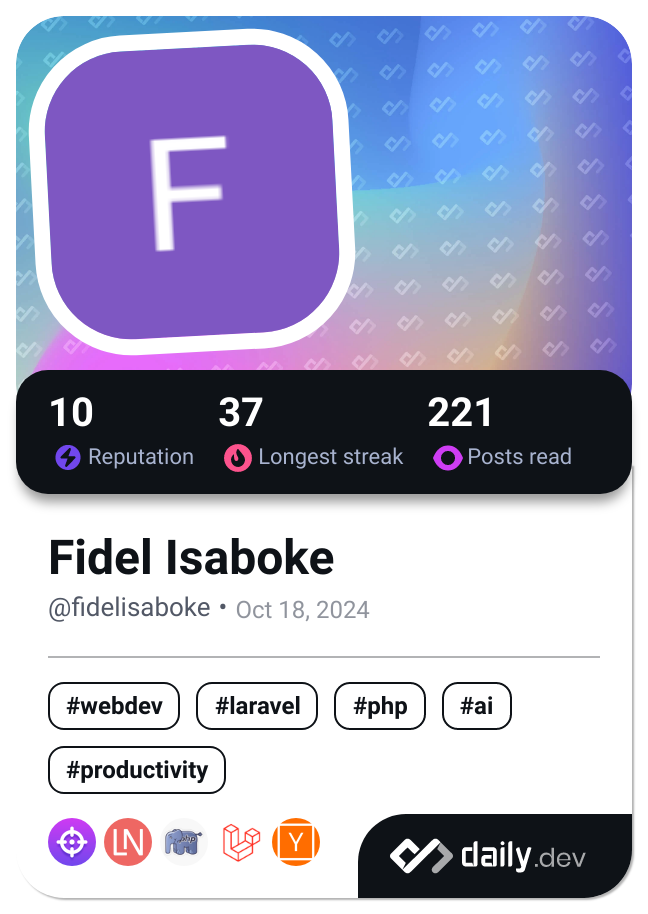 F
10 37 221
Reputation Longest streak Posts read
Fidel Isaboke
@fidelisaboke • Oct 18, 2024
#webdev #laravel #php #ai
#productivity
LN php Y
daily.dev